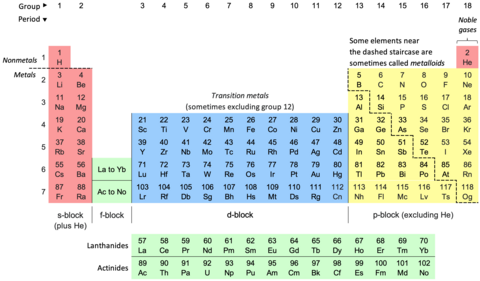 Group ► 1 2 3 4 5 6 7 8 9 10 11 12 13 14 15 16 17 18
Period ▼
Noble gases
Nonmetals
Metals
Some elements near
the dashed staircase are
sometimes called metalloids
Transition metals
(sometimes excluding group 12)
1 1 2
H He
2 3 4 5 6 7 8 9 10
Li Be B C N O F Ne
3 11 12 13 14 15 16 17 18
Na Mg Al Si P S Cl Ar
4 19 20 21 22 23 24 25 26 27 28 29 30 31 32 33 34 35 36
K Ca Sc Ti V Cr Mn Fe Co Ni Cu Zn Ga Ge As Se Br Kr
5 37 38 39 40 41 42 43 44 45 46 47 48 49 50 51 52 53 54
Rb Sr Y Zr Nb Mo Tc Ru Rh Pd Ag Cd In Sn Sb Te I Xe
6 55 56 La to Yb 71 72 73 74 75 76 77 78 79 80 81 82 83 84 85 86
Cs Ba Lu Hf Ta W Re Os Ir Pt Au Hg Tl Pb Bi Po At Rn
7 87 88 Ac to No 103 104 105 106 107 108 109 110 111 112 113 114 115 116 117 118
Fr Ra Lr Rf Db Sg Bh Hs Mt Ds Rg Cn Nh Fl Mc Lv Ts Og
s-block f-block d-block p-block (excluding He)
(plus He)
Lanthanides 57 58 59 60 61 62 63 64 65 66 67 68 69 70
La Ce Pr Nd Pm Sm Eu Gd Tb Dy Ho Er Tm Yb
Actinides 89 90 91 92 93 94 95 96 97 98 99 100 101 102
Ac Th Pa U Np Pu Am Cm Bk Cf Es Fm Md No